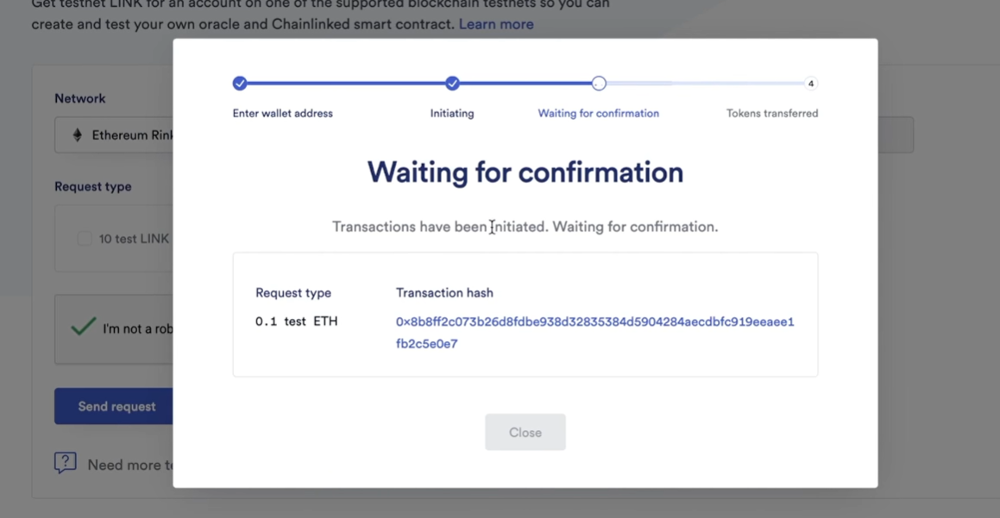 Get testnet LINK for an account on one of the supported blockchain testnets so you can
create and test your own oracle and Chainlinked smart contract. Learn more
4
Enter wallet address
Initiating
Waiting for confirmation
Tokens transferred
Network
Ethereum Rink
Waiting for confirmation
Request type
Transactions have been initiated. Waiting for confirmation.
10 test LINK
Request type
Transaction hash
0.1 test ETH
0x8b8ff2c073b26d8fdbe938d32835384d5904284aecdbfc919eeaee1
fb2c5e0e7
I'm not a rob
Send request
Close
Need more te